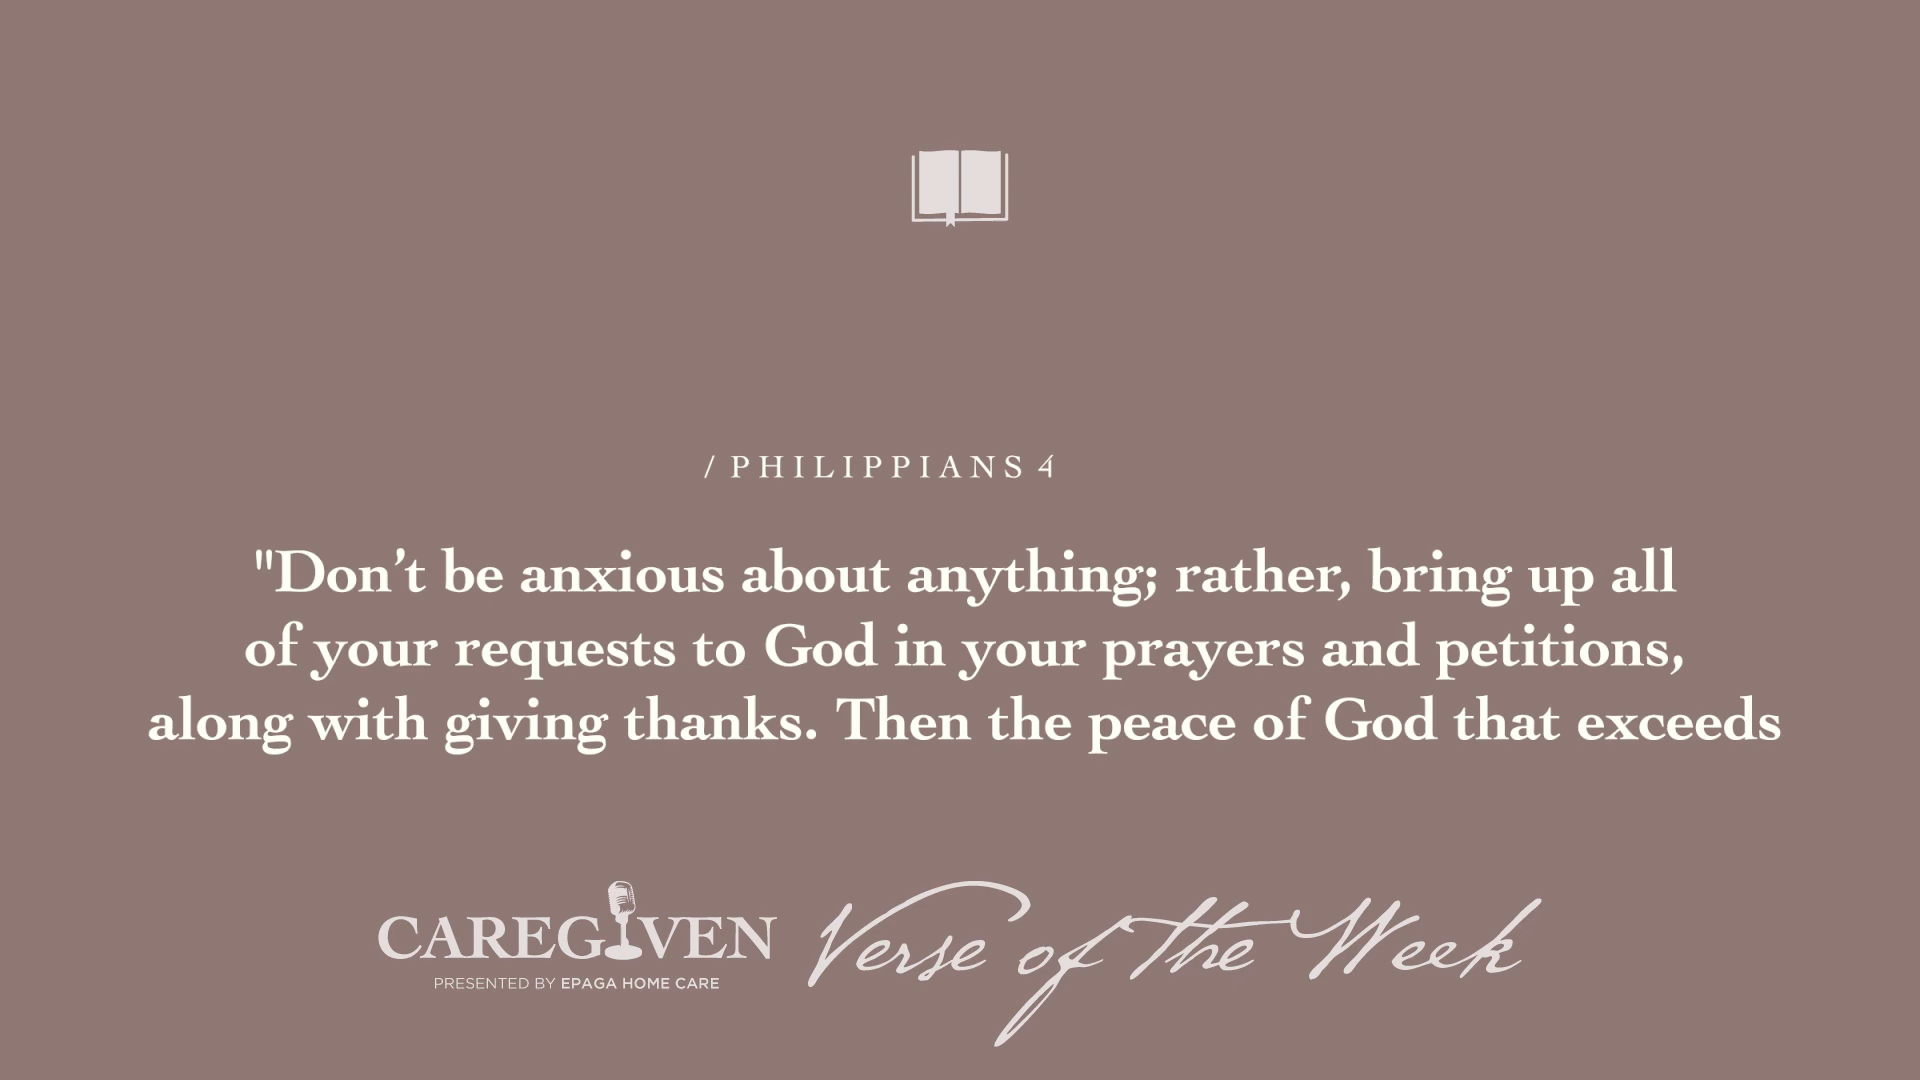 / PHILIPPIANS 4
"Don’t be anxious about anything; rather, bring up all
of your requests to God in your prayers and petitions,
along with giving thanks. Then the peace of God that exceeds
CAREGIVEN
PRESENTED BY EPAGA HOME CARE
Verse of the Week